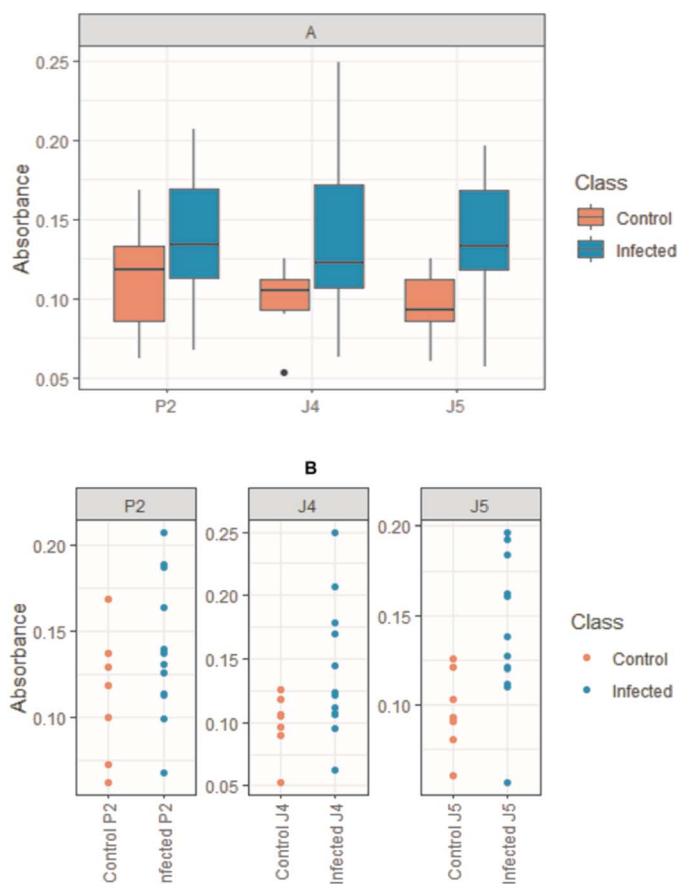 A
0.25
0.20
0.15
0.10
0.05
Absorbance
P2
J4
J5
Class
Control
Infected
B
P2
J4
J5
0.20
0.15
0.10
Absorbance
0.25
0.20
0.15
0.10
0.05
0.20
0.15
0.10
Control P2
nfected P2
Control J4
Infected J4
Control J5
Infected J5
Class
Control
Infected